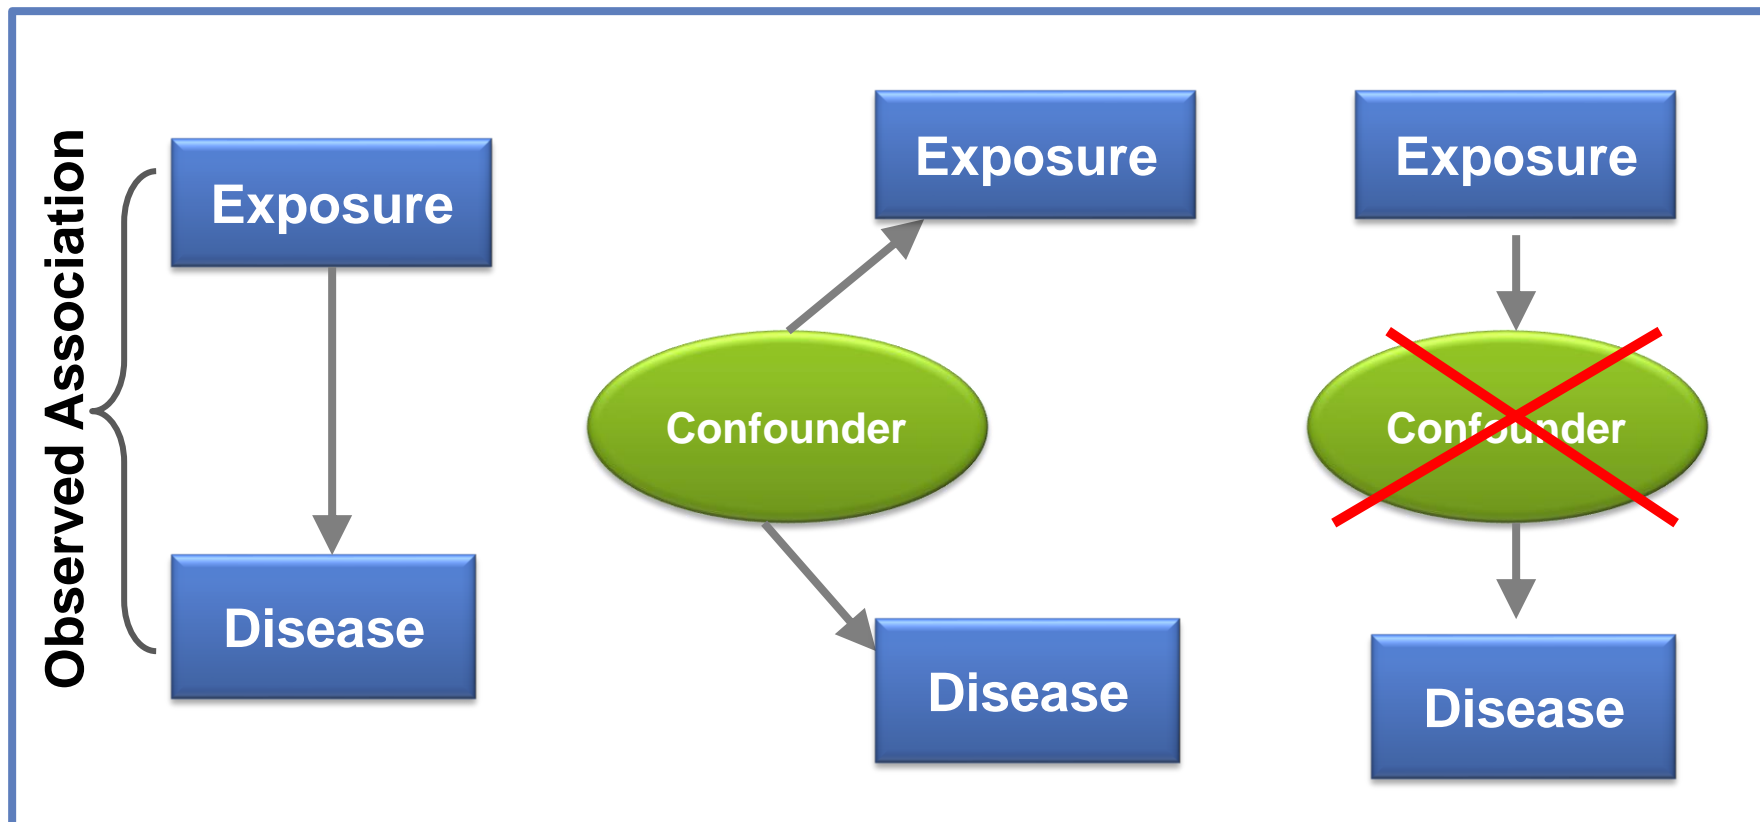 Observed Association
Exposure
Disease
Exposure
Confounder
Disease
Exposure
Confounder
Disease